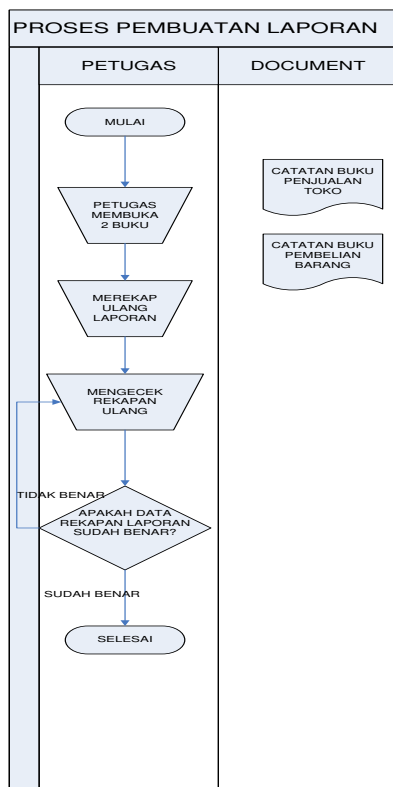 PROSES PEMBUATAN LAPORAN
PETUGAS
DOCUMENT
MULAI
CATATAN BUKU
PENJUALAN
TOKO
PETUGAS
MEMBUKA
2 BUKU
CATATAN BUKU
PEMBELIAN
BARANG
MEREKAP
ULANG
LAPORAN
MENGECEK
REKAPAN
ULANG
TIDAK BENAR
APAKAH DATA
REKAPAN LAPORAN
SUDAH BENAR?
SUDAH BENAR
SELESAI